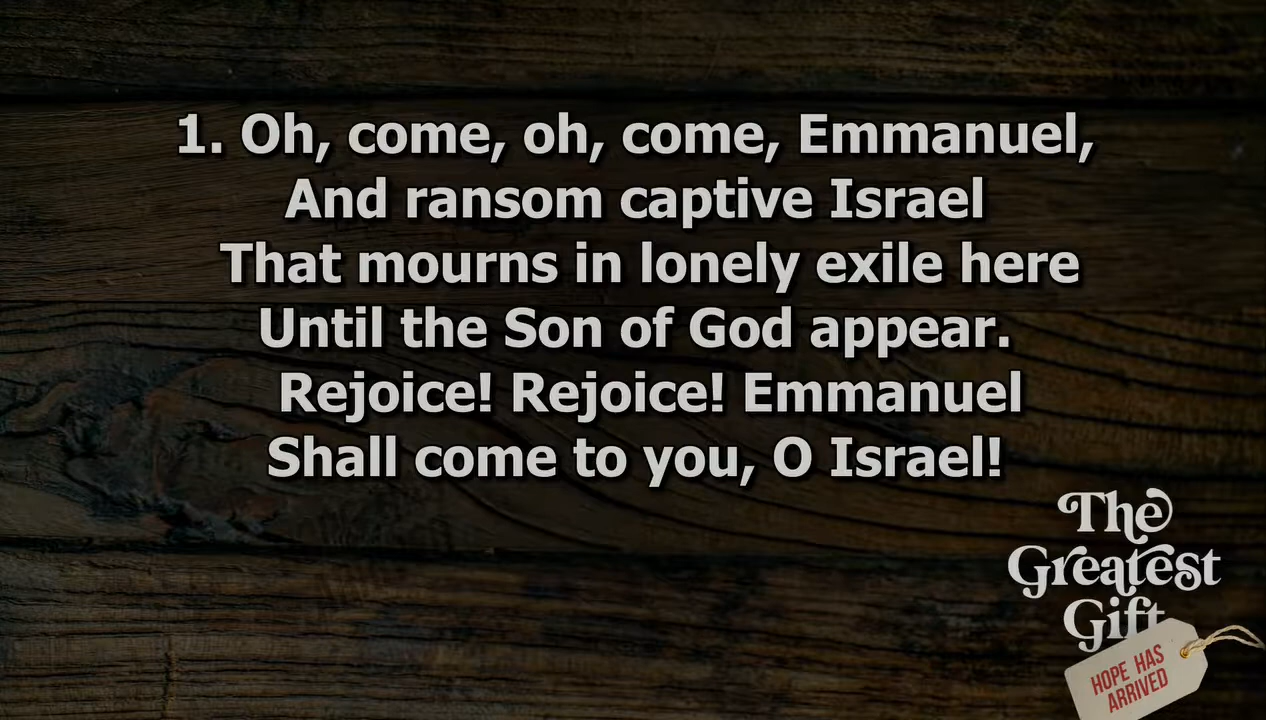 1. Oh, come, oh, come, Emmanuel,
And ransom captive Israel
That mourns in lonely exile here
Until the Son of God appear.
Rejoice! Rejoice! Emmanuel
Shall come to you, O Israel!
The
Greatest
Gift
HOPE HAS
ARRIVED